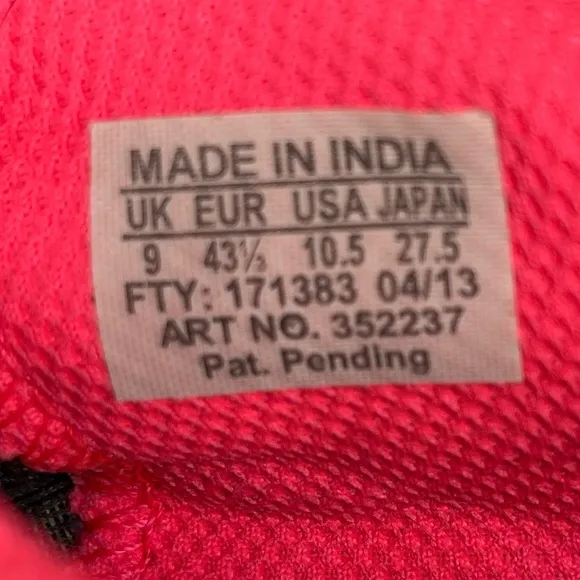 MADE IN INDIA
UK EUR USA JAPAN
9 43⅓ 10.5 27.5
FTY: 171383 04/13
ART NO. 352237
Pat. Pending